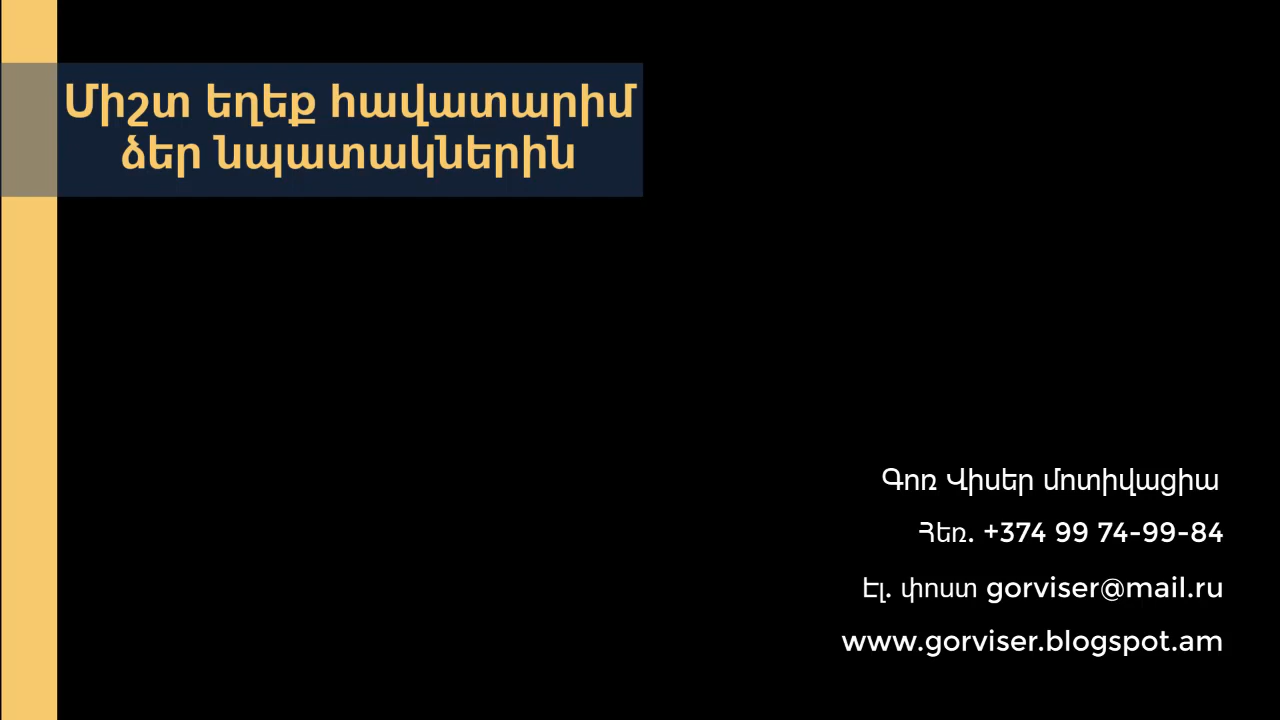 Միշտ եղեք հավատարիմ
ձեր նպատակներին
Գոռ Վիսեր մոտիվացիա
Հեռ. +374 99 74-99-84
Էլ. փոստ gorviser@mail.ru
www.gorviser.blogspot.am